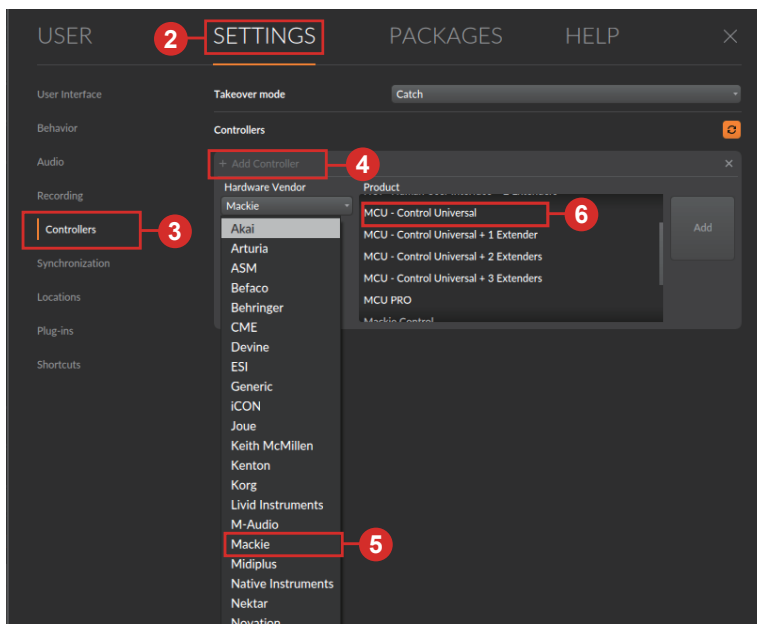 USER
2
SETTINGS
PACKAGES
HELP
User Interface
Takeover mode
Catch
Behavior
Controllers
Audio
+ Add Controller
4
Recording
Hardware Vendor
Product
Mackie
MCU - Control Universal
6
Controllers
3
Akai
MCU - Control Universal + 1 Extender
Add
Arturia
MCU - Control Universal + 2 Extenders
Synchronization
ASM
MCU - Control Universal + 3 Extenders
Locations
Befaco
MCU PRO
Behringer
Mackie Control
Plug-ins
CME
Devine
Shortcuts
ESI
Generic
iCON
Joue
Keith McMillen
Kenton
Korg
Livid Instruments
M-Audio
Mackie
5
Midiplus
Native Instruments
Nektar
Novation